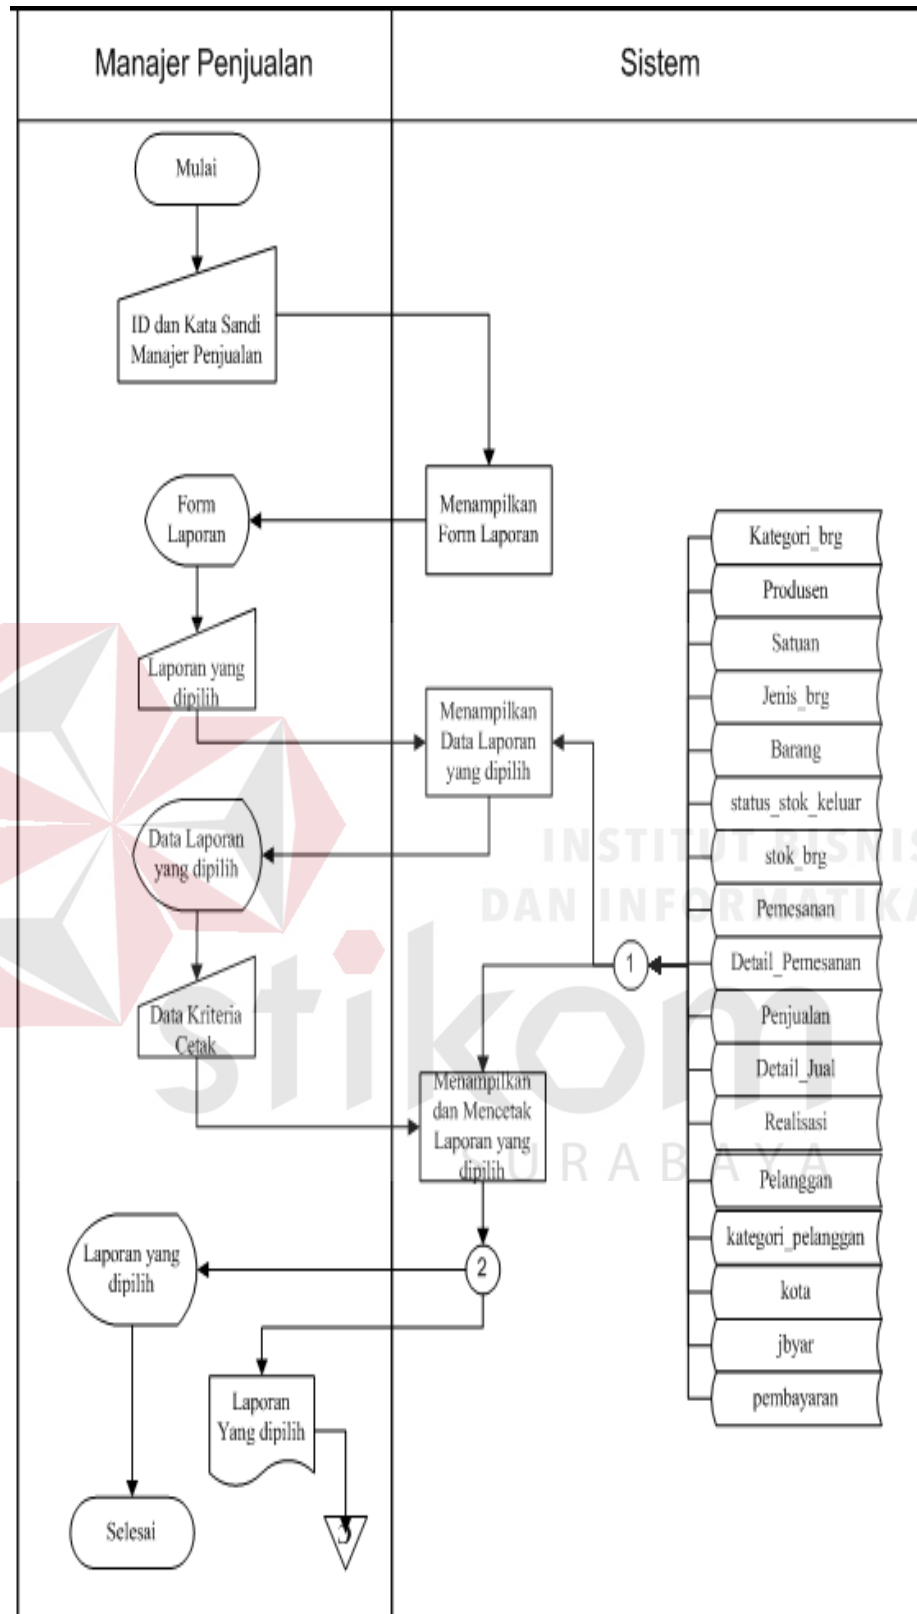 Manajer Penjualan
Sistem
Mulai
ID dan Kata Sandi
Manajer Penjualan
Menampilkan
Form Laporan
Form
Laporan
Laporan yang
dipilih
Menampilkan
Data Laporan
yang dipilih
Data Laporan
yang dipilih
Data Kriteria
Cetak
Menampilkan
dan Mencetak
Laporan yang
dipilih
1
2
Laporan yang
dipilih
Laporan
Yang dipilih
Selesai
Kategori_brg
Produsen
Satuan
Jenis_brg
Barang
status_stok_keluar
stok_brg
Pemesanan
Detail_Pemesanan
Penjualan
Detail_Jual
Realisasi
Pelanggan
kategori_pelanggan
kota
jbyar
pembayaran
INSTITUT BISNIS
DAN INFORMATIKA
stikom
SURABAYA